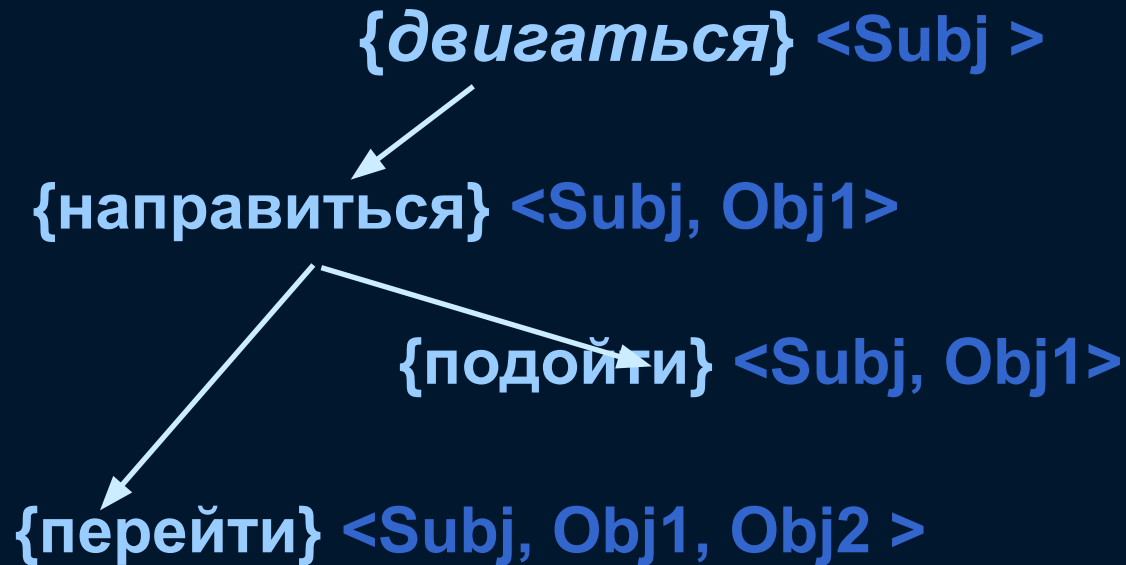 {двигаться} <Subj >
{направиться} <Subj, Obj1>
{подойти} <Subj, Obj1>
{перейти} <Subj, Obj1, Obj2 >